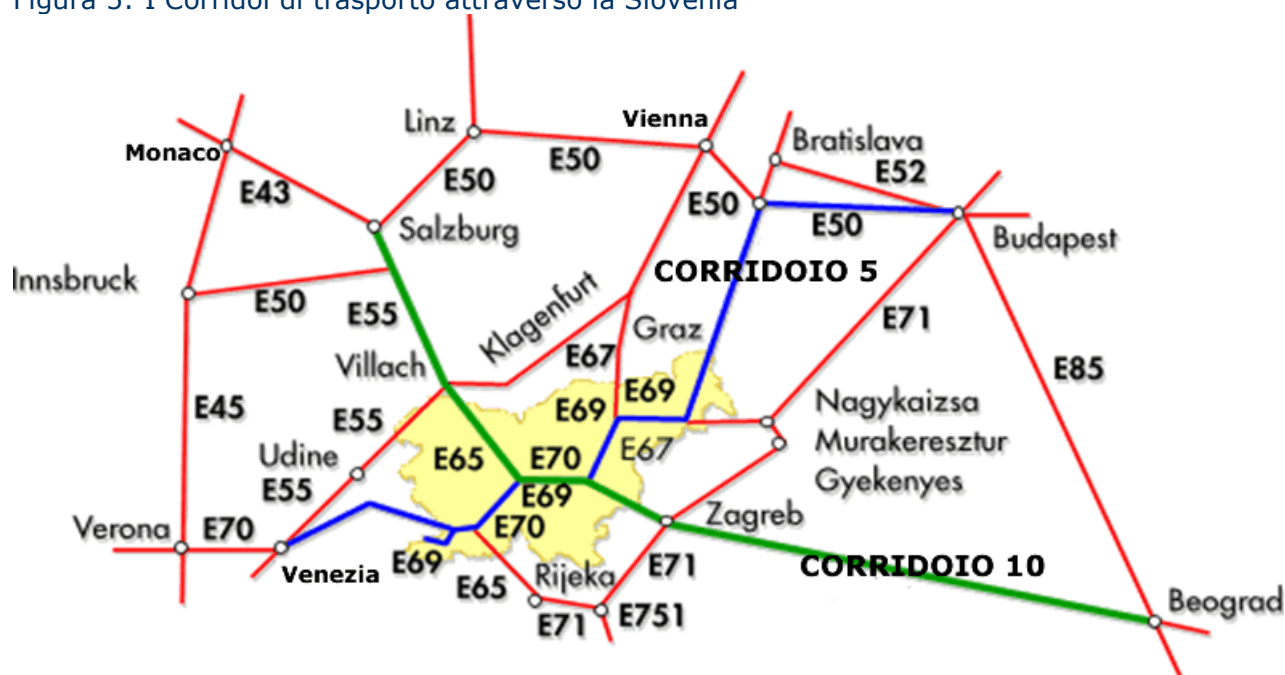 Figura 5: I Corridoi di trasporto attraverso la Slovenia
Linz
Vienna
Monaco
Bratislava
E50
E52
E43
E50
E50
Salzburg
E50
Budapest
Innsbruck
CORRIDOIO 5
E50
E55
Klagenfurt
E71
Graz
E67
Villach
E85
E69
E45
E55
E69
Nagykaizsa
E67
Murakeresztur
Udine
E65
E70
Gyekenyes
E55
E69
Verona
E70
E70
Zagreb
E69
Venezia
E65
Rijeka
E71
CORRIDOIO 10
E71
E751
Beograd